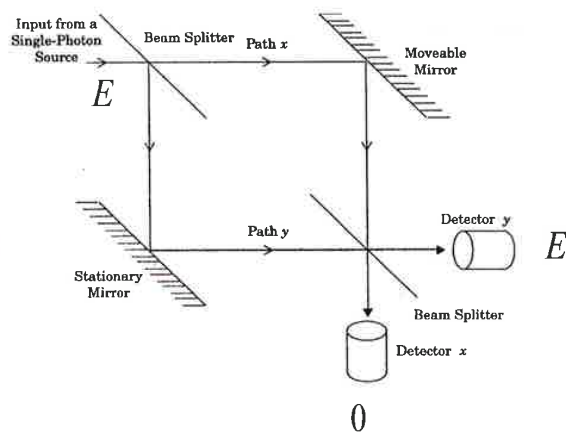 Input from a
Single-Photon
Source
Beam Splitter
Path x
Moveable
Mirror
E
Path y
Detector y
E
Stationary
Mirror
Beam Splitter
Detector x
0